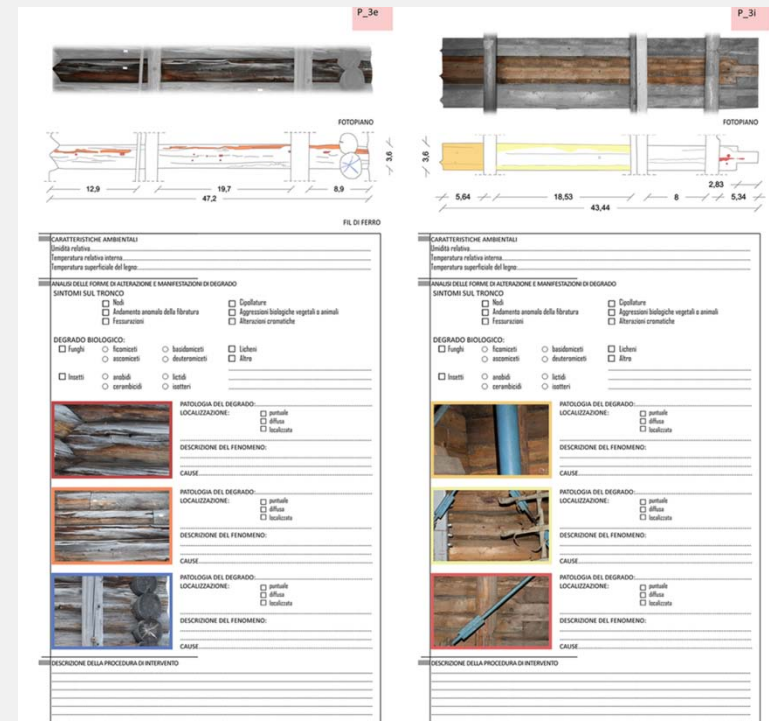 P_3e
FOTOPIANO
3,6
12,9
19,7
8,9
47,2
FIL DI FERRO
CARATTERISTICHE AMBIENTALI
Umidità relativa
Temperatura relativa interna
Temperatura superficiale del legno
ANALISI DELLE FORME DI ALTERAZIONE E MANIFESTAZIONI DI DEGRADO
SINTOMI SUL TRONCO
Nodi
Cipollature
Andamento anomalo della fibratura
Aggressioni biologiche vegetali o animali
Fessurazioni
Alterazioni cromatiche
DEGRADO BIOLOGICO:
Funghi ficomiceti basidomiceti Licheni
ascomiceti deuteromiceti Altro
Insetti anobidi lictidi
cerambicidi isotteri
PATOLOGIA DEL DEGRADO:
LOCALIZZAZIONE: puntuale
diffusa
localizzata
DESCRIZIONE DEL FENOMENO:
CAUSE
PATOLOGIA DEL DEGRADO:
LOCALIZZAZIONE: puntuale
diffusa
localizzata
DESCRIZIONE DEL FENOMENO:
CAUSE
PATOLOGIA DEL DEGRADO:
LOCALIZZAZIONE: puntuale
diffusa
localizzata
DESCRIZIONE DEL FENOMENO:
CAUSE
DESCRIZIONE DELLA PROCEDURA DI INTERVENTO
P_3i
FOTOPIANO
3,6
2,83
5,64
18,53
8
5,34
43,44
CARATTERISTICHE AMBIENTALI
Umidità relativa
Temperatura relativa interna
Temperatura superficiale del legno
ANALISI DELLE FORME DI ALTERAZIONE E MANIFESTAZIONI DI DEGRADO
SINTOMI SUL TRONCO
Nodi
Cipollature
Andamento anomalo della fibratura
Aggressioni biologiche vegetali o animali
Fessurazioni
Alterazioni cromatiche
DEGRADO BIOLOGICO:
Funghi ficomiceti basidomiceti Licheni
ascomiceti deuteromiceti Altro
Insetti anobidi lictidi
cerambicidi isotteri
PATOLOGIA DEL DEGRADO:
LOCALIZZAZIONE: puntuale
diffusa
localizzata
DESCRIZIONE DEL FENOMENO:
CAUSE
PATOLOGIA DEL DEGRADO:
LOCALIZZAZIONE: puntuale
diffusa
localizzata
DESCRIZIONE DEL FENOMENO:
CAUSE
PATOLOGIA DEL DEGRADO:
LOCALIZZAZIONE: puntuale
diffusa
localizzata
DESCRIZIONE DEL FENOMENO:
CAUSE
DESCRIZIONE DELLA PROCEDURA DI INTERVENTO